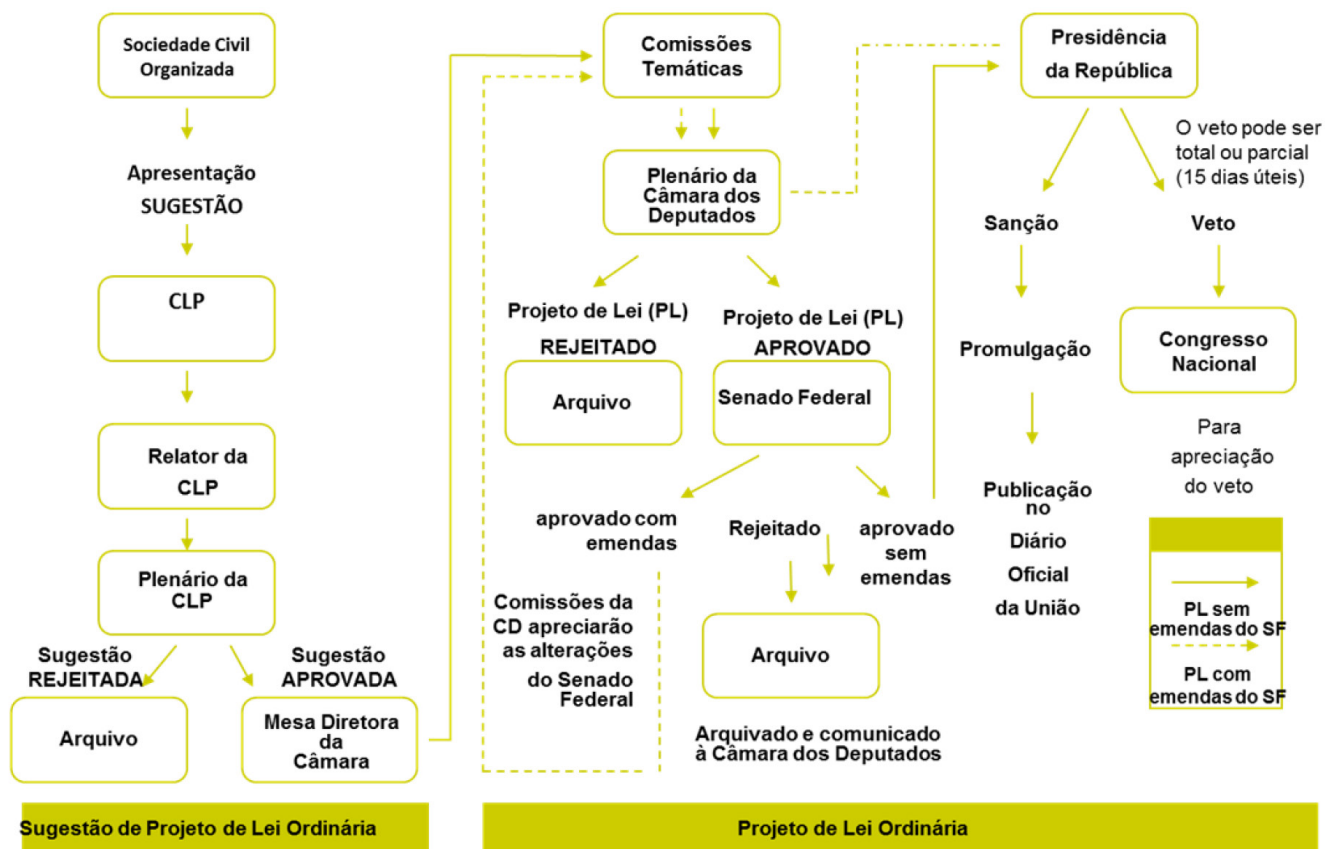 Sociedade Civil
Organizada
Apresentação
SUGESTÃO
CLP
Relator da
CLP
Plenário da
CLP
Sugestão
REJEITADA
Sugestão
APROVADA
Arquivo
Mesa Diretora
da
Câmara
Sugestão de Projeto de Lei Ordinária
Comissões
Temáticas
Plenário da
Câmara dos
Deputados
Projeto de Lei (PL)
REJEITADO
Projeto de Lei (PL)
APROVADO
Arquivo
Senado Federal
aprovado com
emendas
Rejeitado
aprovado
sem
emendas
Comissões da
CD apreciarão
as alterações
do Senado
Federal
Arquivo
Arquivado e comunicado
à Câmara dos Deputados
Presidência
da República
O veto pode ser
total ou parcial
(15 dias úteis)
Sanção
Veto
Promulgação
Congresso
Nacional
Publicação
no
Diário
Oficial
da União
Para
apreciação
do veto
PL sem
emendas do SF
PL com
emendas do SF
Projeto de Lei Ordinária